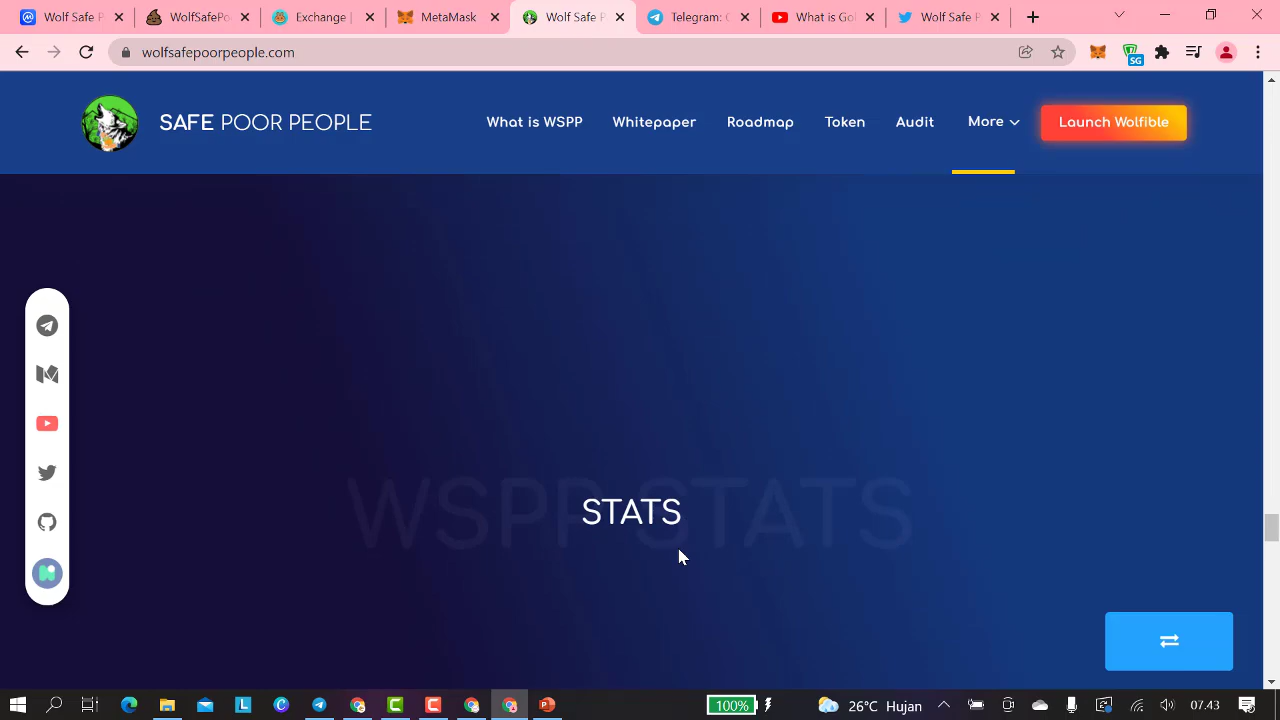 Wolf Safe P
WolfSafePo
Exchange |
MetaMask
Wolf Safe P
Telegram:
What is Gol
Wolf Safe P
wolfsafepoorpeople.com
SG
SAFE POOR PEOPLE
What is WSPP
Whitepaper
Roadmap
Token
Audit
More
Launch Wolfible
WSPP STATS
STATS
100%
26°C Hujan
07.43